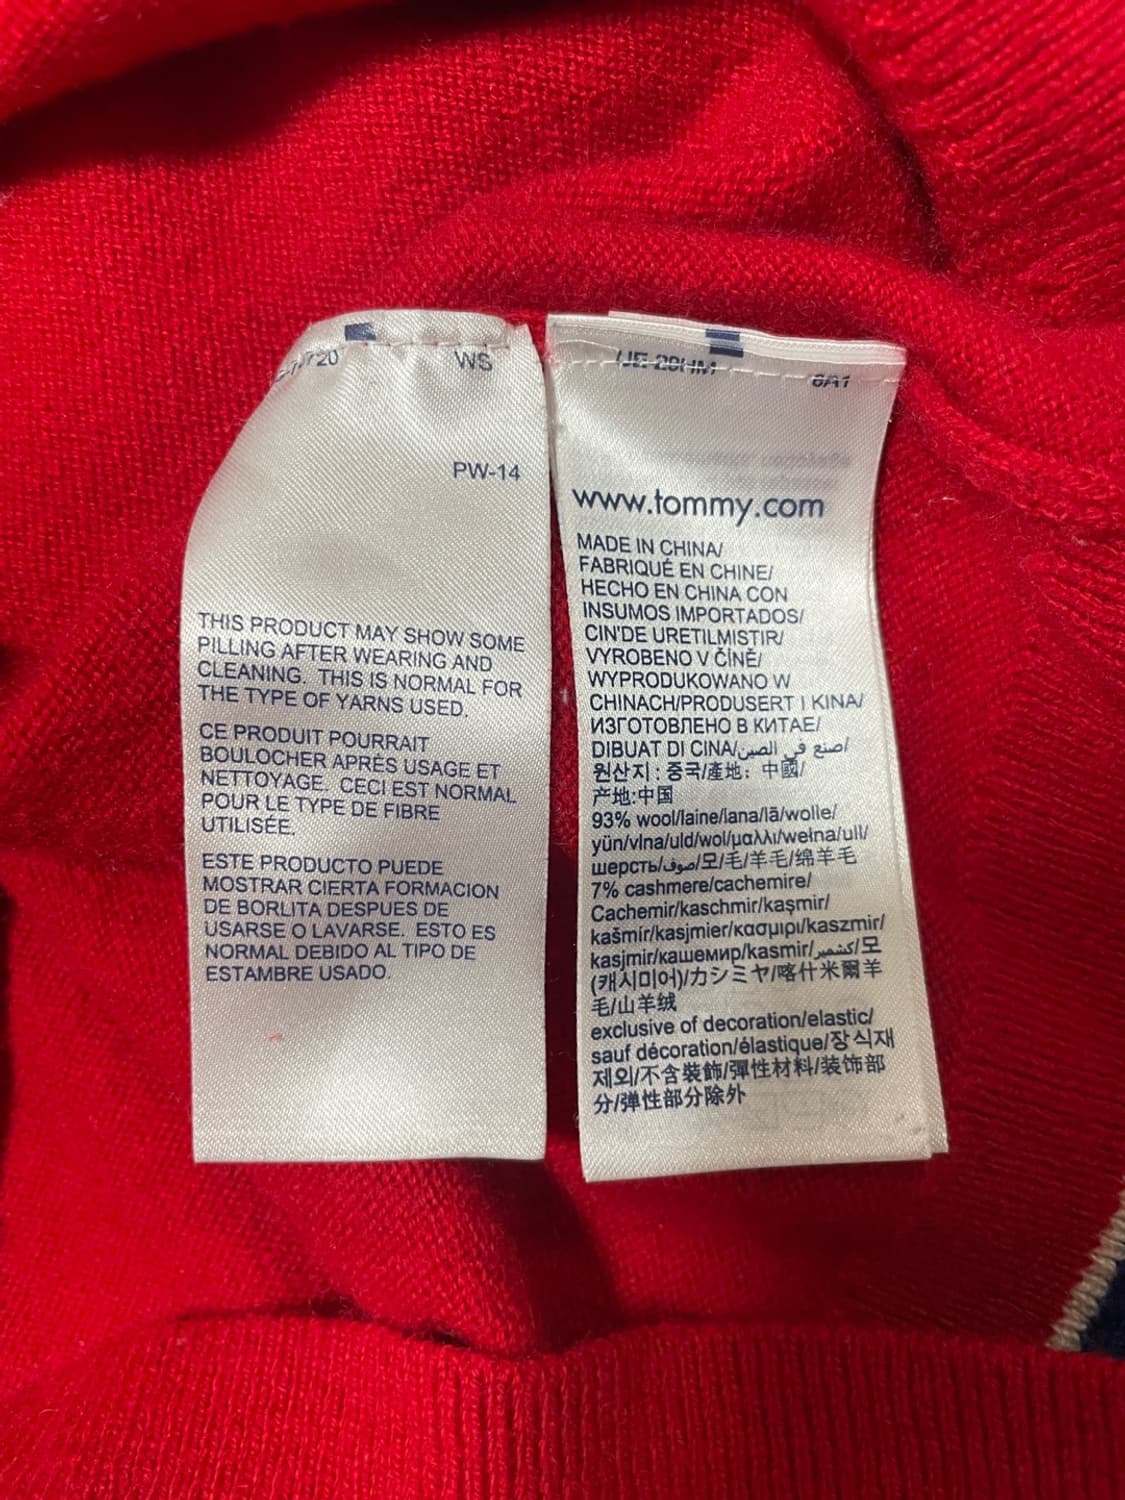 WS
PW-14
THIS PRODUCT MAY SHOW SOME
PILLING AFTER WEARING AND
CLEANING. THIS IS NORMAL FOR
THE TYPE OF YARNS USED.
CE PRODUIT POURRAIT
BOULOCHER APRÈS USAGE ET
NETTOYAGE. CECI EST NORMAL
POUR LE TYPE DE FIBRE
UTILISÉE.
ESTE PRODUCTO PUEDE
MOSTRAR CIERTA FORMACION
DE BORLITA DESPUES DE
USARSE O LAVARSE. ESTO ES
NORMAL DEBIDO AL TIPO DE
ESTAMBRE USADO.
www.tommy.com
MADE IN CHINA/
FABRIQUÉ EN CHINE/
HECHO EN CHINA CON
INSUMOS IMPORTADOS/
CIN'DE URETILMISTIR/
VYROBENO V ČÍNĚ/
WYPRODUKOWANO W
CHINACH/PRODUSERT I KINA/
ИЗГОТОВЛЕНО В КИТАЕ/
DIBUAT DI CINA/صنع في الصين/
원산지 : 중국/產地: 中國/
产地:中国
93% wool/laine/lana/lã/wolle/
yün/vlna/uld/wol/μαλλι/wełna/ull/
шерсть/صوف/모/毛/羊毛/绵羊毛
7% cashmere/cachemire/
Cachemir/kaschmir/kaşmir/
kašmír/kasjmier/κασμιρι/kaszmir/
kasjmir/кашемир/kasmir/كشمير/모
(캐시미어)/カシミヤ/喀什米爾羊
毛/山羊绒
exclusive of decoration/elastic/
sauf décoration/élastique/장식재
제외/不含裝飾/彈性材料/装饰部
分/弹性部分除外